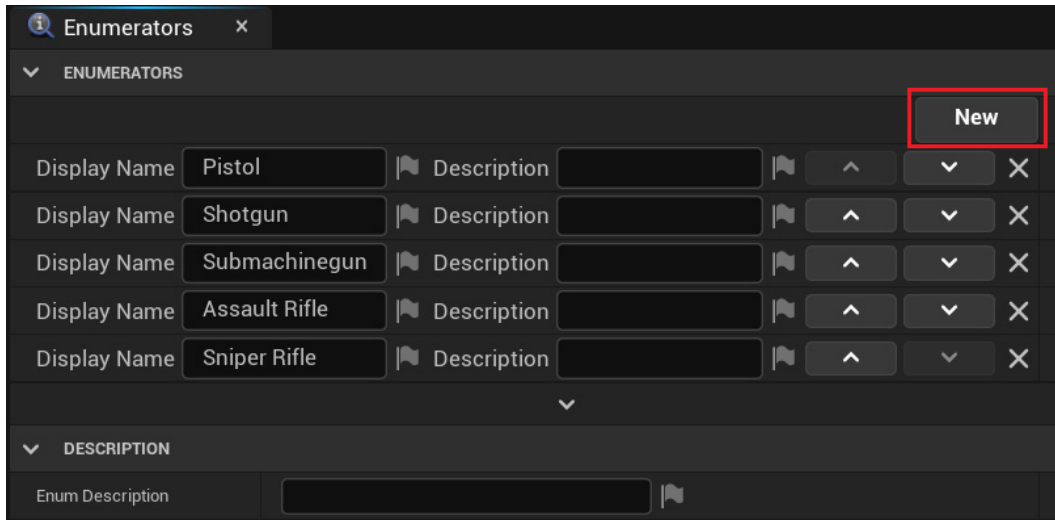 Enumerators
ENUMERATORS
New
Display Name Pistol Description
Display Name Shotgun Description
Display Name Submachinegun Description
Display Name Assault Rifle Description
Display Name Sniper Rifle Description
DESCRIPTION
Enum Description